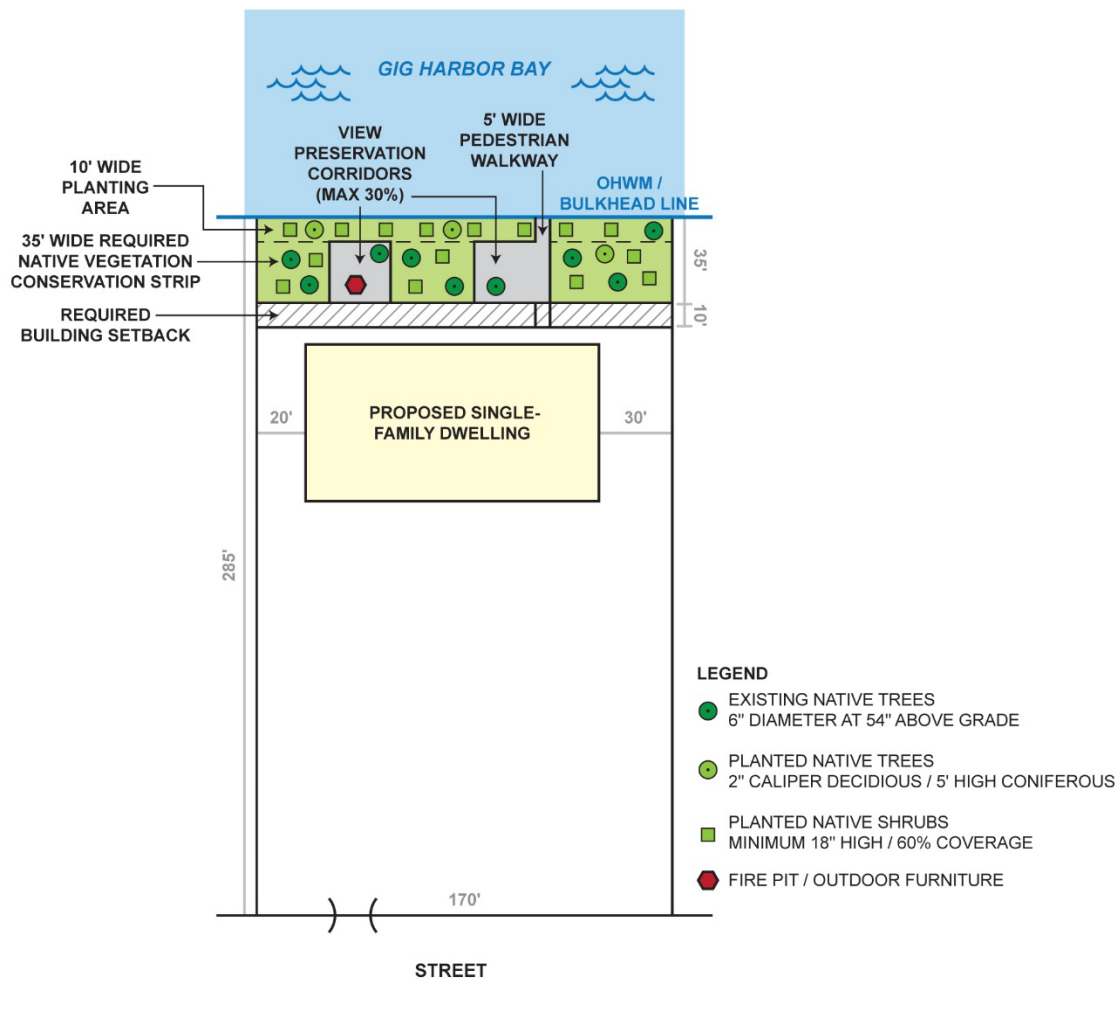 GIG HARBOR BAY
5' WIDE
PEDESTRIAN
WALKWAY
VIEW
PRESERVATION
CORRIDORS
(MAX 30%)
10' WIDE
PLANTING
AREA
OHWM /
BULKHEAD LINE
35' WIDE REQUIRED
NATIVE VEGETATION
CONSERVATION STRIP
35'
REQUIRED
BUILDING SETBACK
10'
20'
PROPOSED SINGLE-
FAMILY DWELLING
30'
285'
LEGEND
EXISTING NATIVE TREES
6" DIAMETER AT 54" ABOVE GRADE
PLANTED NATIVE TREES
2" CALIPER DECIDIOUS / 5' HIGH CONIFEROUS
PLANTED NATIVE SHRUBS
MINIMUM 18" HIGH / 60% COVERAGE
FIRE PIT / OUTDOOR FURNITURE
170'
STREET